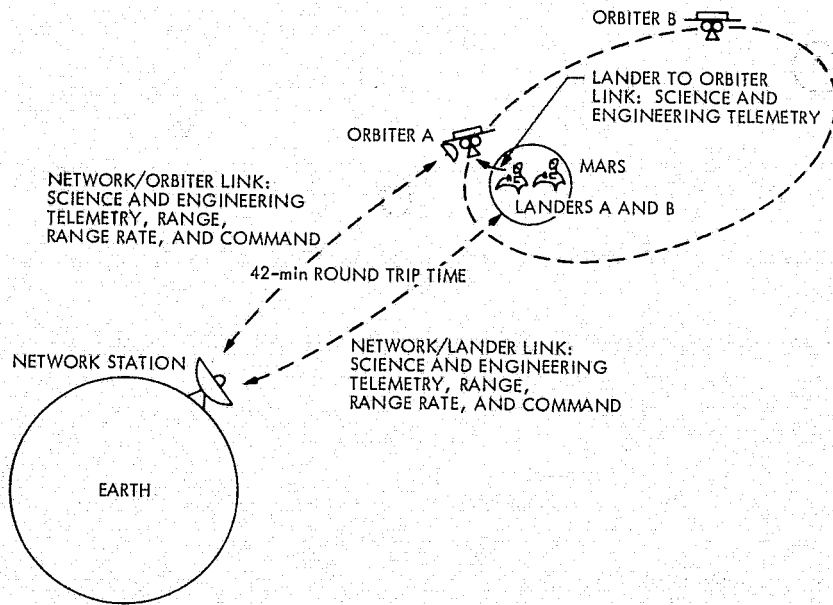 ORBITER B
LANDER TO ORBITER
LINK: SCIENCE AND
ENGINEERING TELEMETRY
ORBITER A
MARS
LANDERS A AND B
NETWORK/ORBITER LINK:
SCIENCE AND ENGINEERING
TELEMETRY, RANGE,
RANGE RATE, AND COMMAND
42-min ROUND TRIP TIME
NETWORK STATION
NETWORK/LANDER LINK:
SCIENCE AND ENGINEERING
TELEMETRY, RANGE,
RANGE RATE, AND COMMAND
EARTH